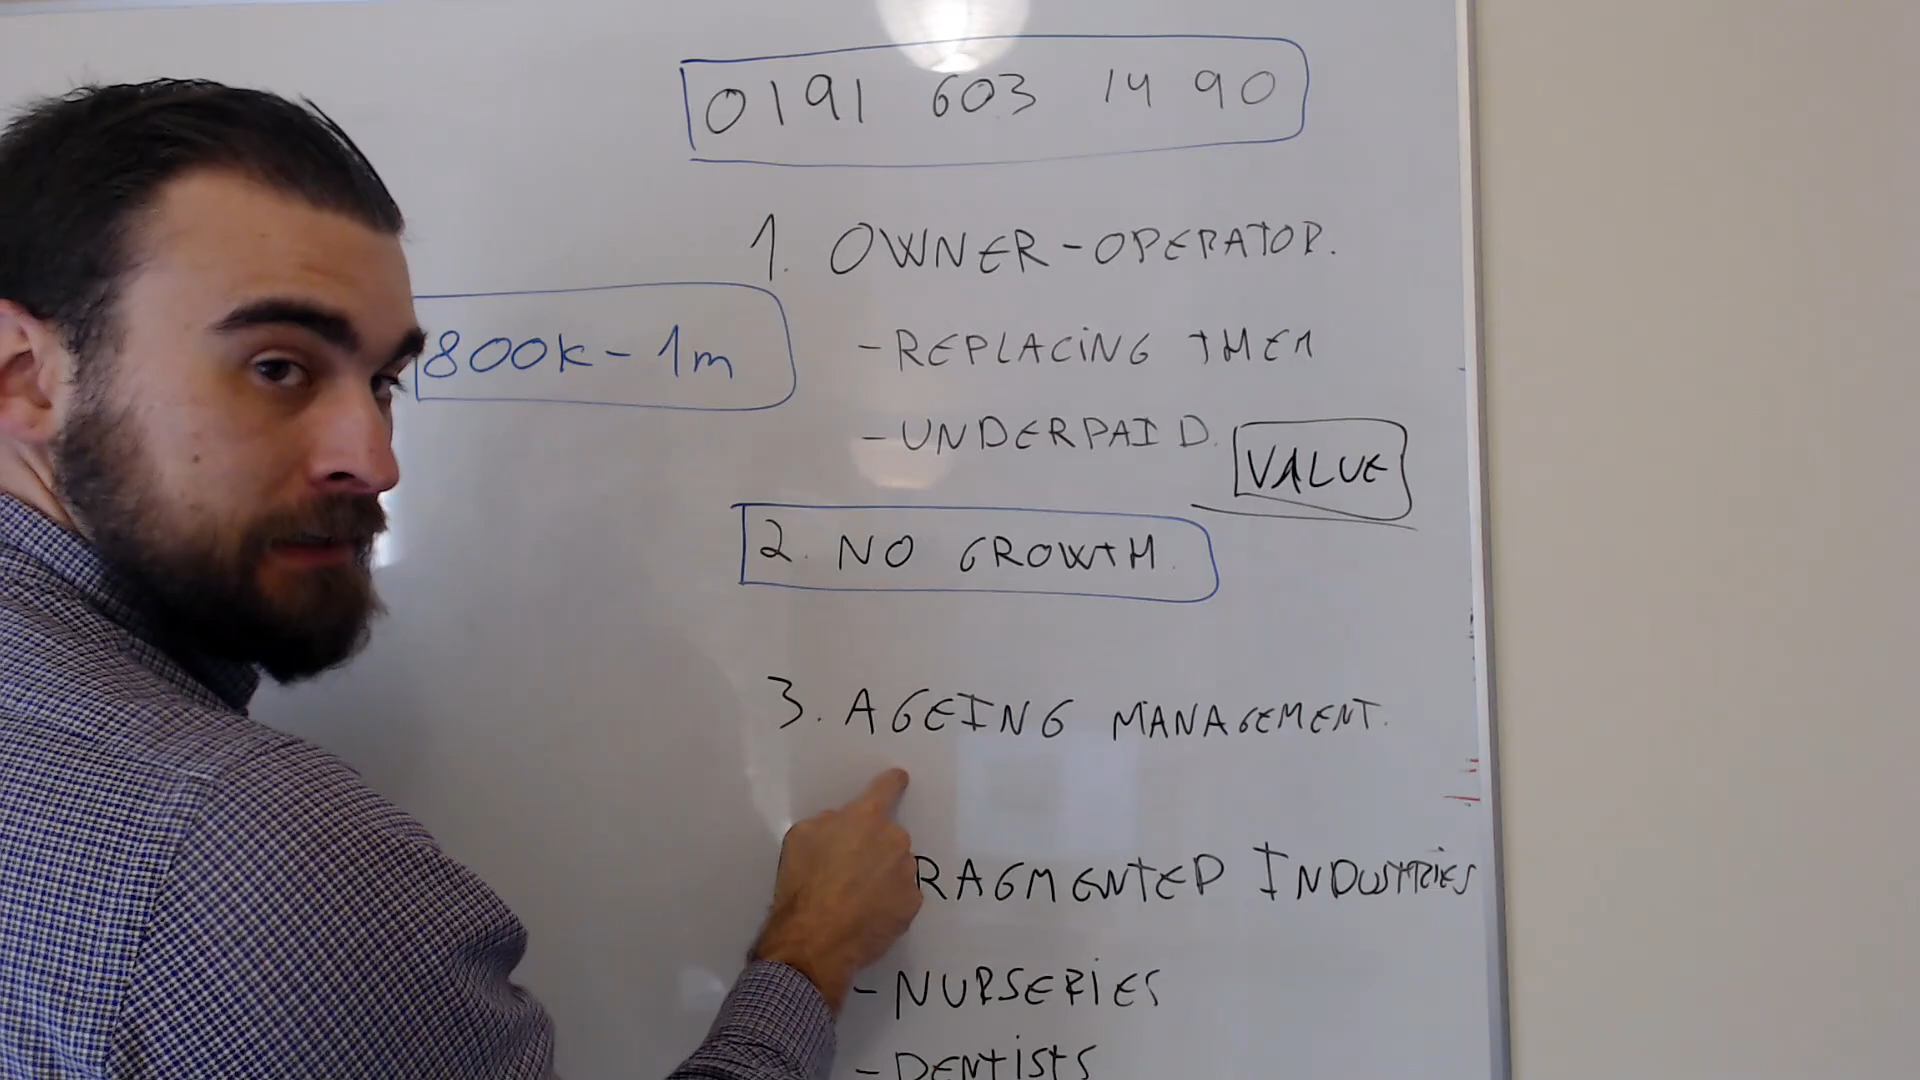 0191 603 14 90
1. OWNER-OPERATOR.
800k - 1m
- REPLACING THEM
- UNDERPAID.
VALUE
2. NO GROWTH.
3. AGEING MANAGEMENT.
RAGMENTED INDUSTRIES
- NURSERIES
- DENTISTS